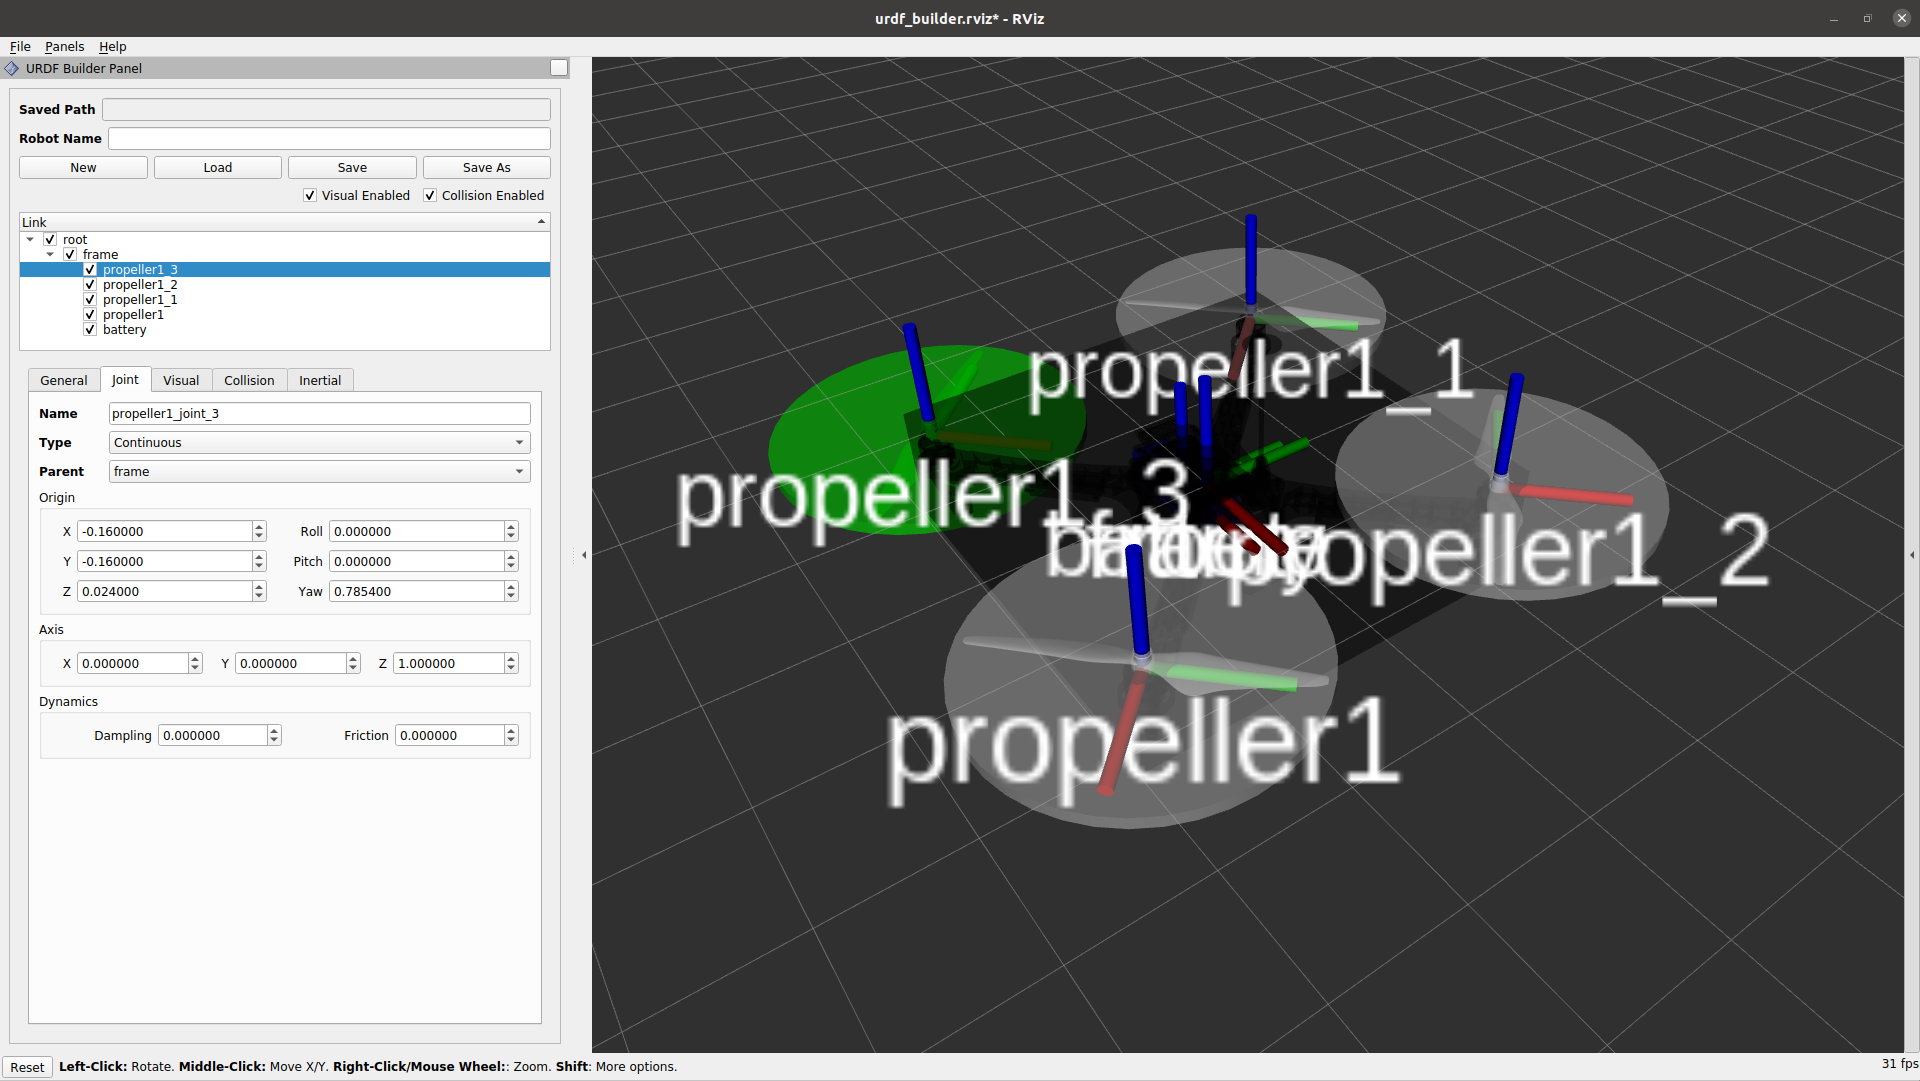 urdf_builder.rviz* - RViz
File Panels Help
URDF Builder Panel
Saved Path
Robot Name
New Load Save Save As
Visual Enabled Collision Enabled
Link
root
frame
propeller1_3
propeller1_2
propeller1_1
propeller1
battery
General Joint Visual Collision Inertial
Name propeller1_joint_3
Type Continuous
Parent frame
Origin
X -0.160000 Roll 0.000000
Y -0.160000 Pitch 0.000000
Z 0.024000 Yaw 0.785400
Axis
X 0.000000 Y 0.000000 Z 1.000000
Dynamics
Dampling 0.000000 Friction 0.000000
propeller1_1
propeller1_3
propeller1_2
propeller1
Reset Left-Click: Rotate. Middle-Click: Move X/Y. Right-Click/Mouse Wheel:: Zoom. Shift: More options.
31 fps